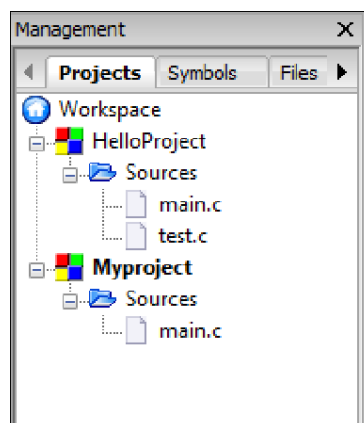 Management
Projects Symbols Files
Workspace
HelloProject
Sources
main.c
test.c
Myproject
Sources
main.c